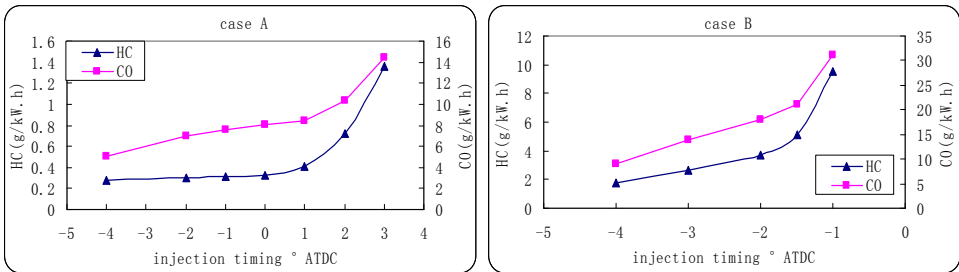 case A
HC(g/kW.h)
1.6
1.4
1.2
1
0.8
0.6
0.4
0.2
0
HC
CO
CO(g/kW.h)
16
14
12
10
8
6
4
2
0
-5 -4 -3 -2 -1 0 1 2 3 4
injection timing ° ATDC
case B
HC(g/kW.h)
12
10
8
6
4
2
0
HC
CO
CO(g/kW.h)
35
30
25
20
15
10
5
0
-5 -4 -3 -2 -1 0
injection timing ° ATDC